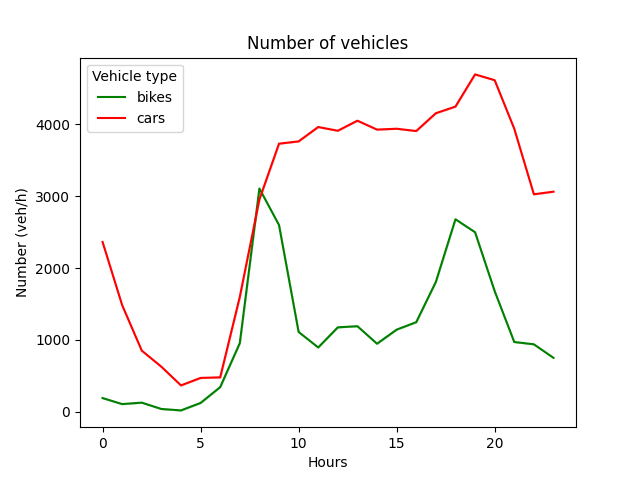 Number of vehicles
Vehicle type
bikes
cars
Number (veh/h)
4000
3000
2000
1000
0
0 5 10 15 20
Hours